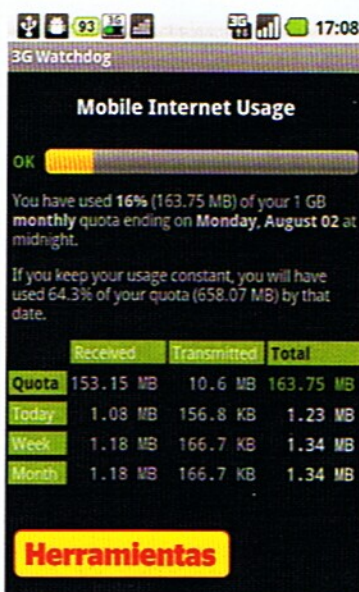 93 3G 3G 17:08
3G Watchdog
Mobile Internet Usage
OK
You have used 16% (163.75 MB) of your 1 GB
monthly quota ending on Monday, August 02 at
midnight.
If you keep your usage constant, you will have
used 64.3% of your quota (658.07 MB) by that
date.
Received Transmitted Total
Quota 153.15 MB 10.6 MB 163.75 MB
Today 1.08 MB 156.8 KB 1.23 MB
Week 1.18 MB 166.7 KB 1.34 MB
Month 1.18 MB 166.7 KB 1.34 MB
Herramientas